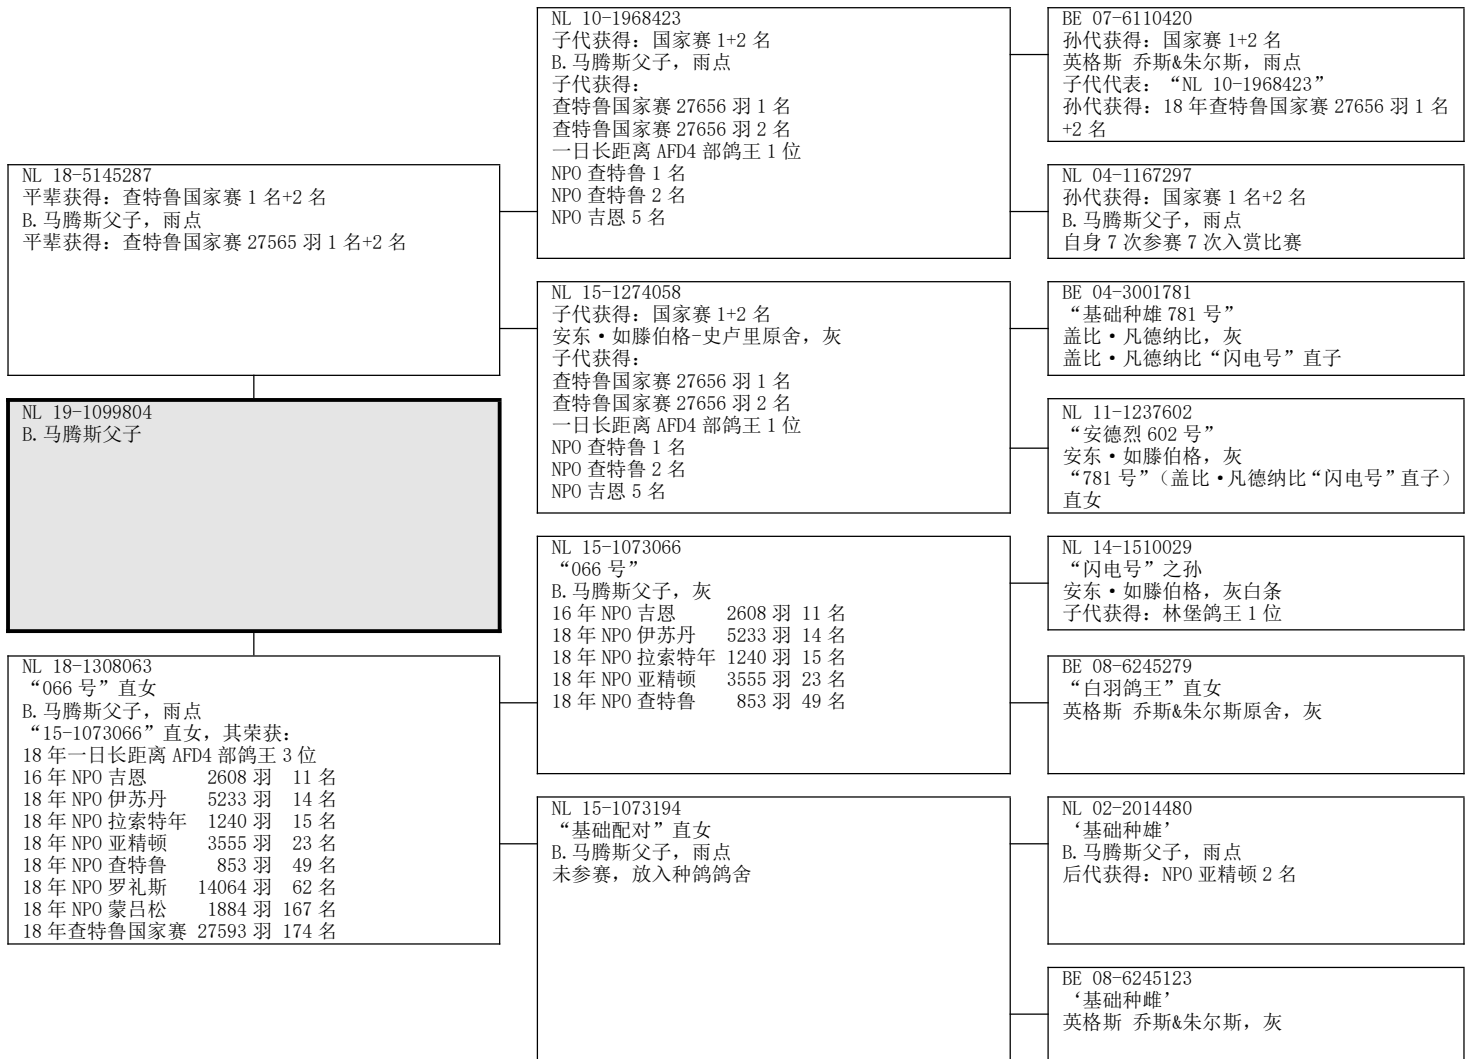 NL 18-5145287
平辈获得：查特鲁国家赛 1 名+2 名
B.马腾斯父子，雨点
平辈获得：查特鲁国家赛 27565 羽 1 名+2 名
NL 19-1099804
B.马腾斯父子
NL 18-1308063
“066 号”直女
B.马腾斯父子，雨点
“15-1073066”直女，其荣获：
18 年一日长距离 AFD4 部鸽王 3 位
16 年 NPO 吉恩 2608 羽 11 名
18 年 NPO 伊苏丹 5233 羽 14 名
18 年 NPO 拉索特年 1240 羽 15 名
18 年 NPO 亚精顿 3555 羽 23 名
18 年 NPO 查特鲁 853 羽 49 名
18 年 NPO 罗礼斯 14064 羽 62 名
18 年 NPO 蒙吕松 1884 羽 167 名
18 年查特鲁国家赛 27593 羽 174 名
NL 10-1968423
子代获得：国家赛 1+2 名
B.马腾斯父子，雨点
子代获得：
查特鲁国家赛 27656 羽 1 名
查特鲁国家赛 27656 羽 2 名
一日长距离 AFD4 部鸽王 1 位
NPO 查特鲁 1 名
NPO 查特鲁 2 名
NPO 吉恩 5 名
NL 15-1274058
子代获得：国家赛 1+2 名
安东·如滕伯格-史卢里原舍，灰
子代获得：
查特鲁国家赛 27656 羽 1 名
查特鲁国家赛 27656 羽 2 名
一日长距离 AFD4 部鸽王 1 位
NPO 查特鲁 1 名
NPO 查特鲁 2 名
NPO 吉恩 5 名
NL 15-1073066
“066 号”
B.马腾斯父子，灰
16 年 NPO 吉恩 2608 羽 11 名
18 年 NPO 伊苏丹 5233 羽 14 名
18 年 NPO 拉索特年 1240 羽 15 名
18 年 NPO 亚精顿 3555 羽 23 名
18 年 NPO 查特鲁 853 羽 49 名
NL 15-1073194
“基础配对”直女
B.马腾斯父子，雨点
未参赛，放入种鸽鸽舍
BE 07-6110420
孙代获得：国家赛 1+2 名
英格斯 乔斯&朱尔斯，雨点
子代代表：“NL 10-1968423”
孙代获得：18 年查特鲁国家赛 27656 羽 1 名
+2 名
NL 04-1167297
孙代获得：国家赛 1 名+2 名
B.马腾斯父子，雨点
自身 7 次参赛 7 次入赏比赛
BE 04-3001781
“基础种雄 781 号”
盖比·凡德纳比，灰
盖比·凡德纳比“闪电号”直子
NL 11-1237602
“安德烈 602 号”
安东·如滕伯格，灰
“781 号”（盖比·凡德纳比“闪电号”直子）
直女
NL 14-1510029
“闪电号”之孙
安东·如滕伯格，灰白条
子代获得：林堡鸽王 1 位
BE 08-6245279
“白羽鸽王”直女
英格斯 乔斯&朱尔斯原舍，灰
NL 02-2014480
‘基础种雄’
B.马腾斯父子，雨点
后代获得：NPO 亚精顿 2 名
BE 08-6245123
‘基础种雌’
英格斯 乔斯&朱尔斯，灰